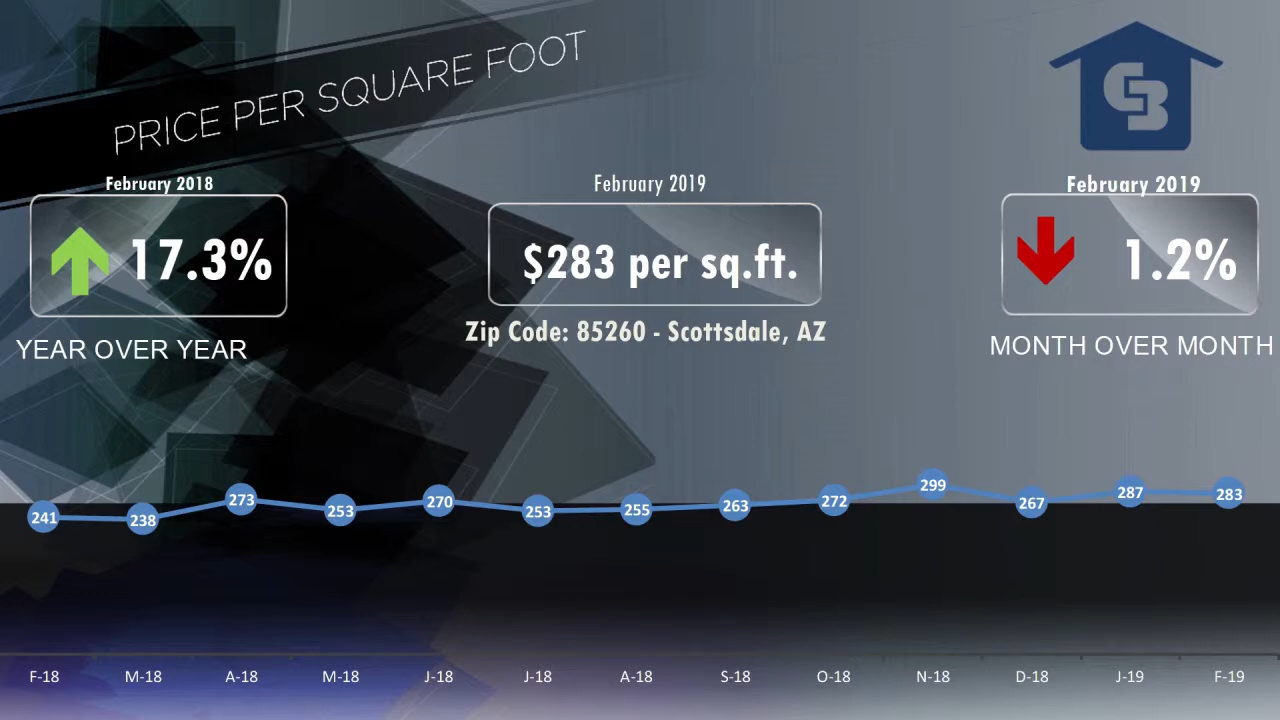 PRICE PER SQUARE FOOT
CB
February 2018
February 2019
February 2019
17.3%
$283 per sq.ft.
1.2%
Zip Code: 85260 - Scottsdale, AZ
YEAR OVER YEAR
MONTH OVER MONTH
241 238 273 253 270 253 255 263 272 299 267 287 283
F-18 M-18 A-18 M-18 J-18 J-18 A-18 S-18 O-18 N-18 D-18 J-19 F-19